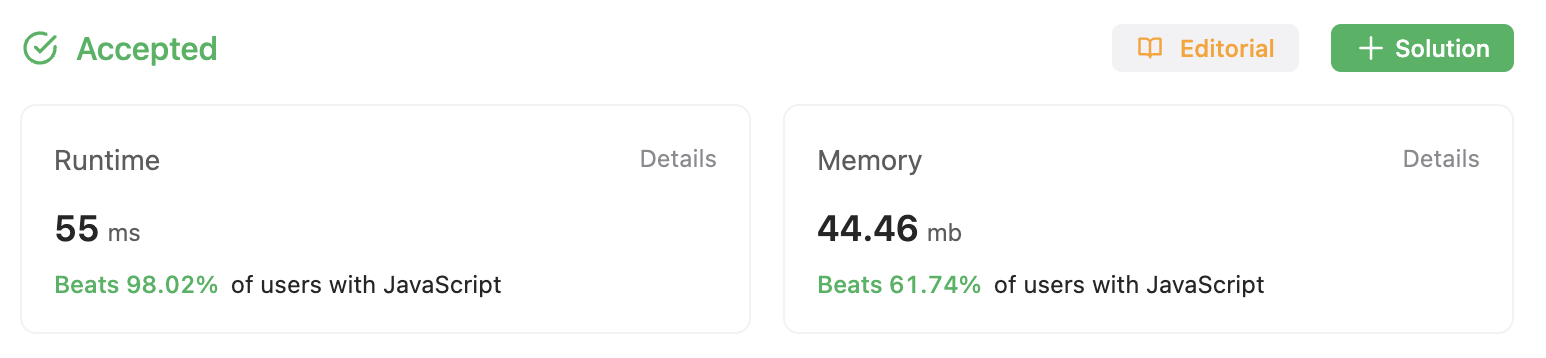 Accepted
Editorial
Solution
Runtime
Details
55 ms
Beats 98.02% of users with JavaScript
Memory
Details
44.46 mb
Beats 61.74% of users with JavaScript